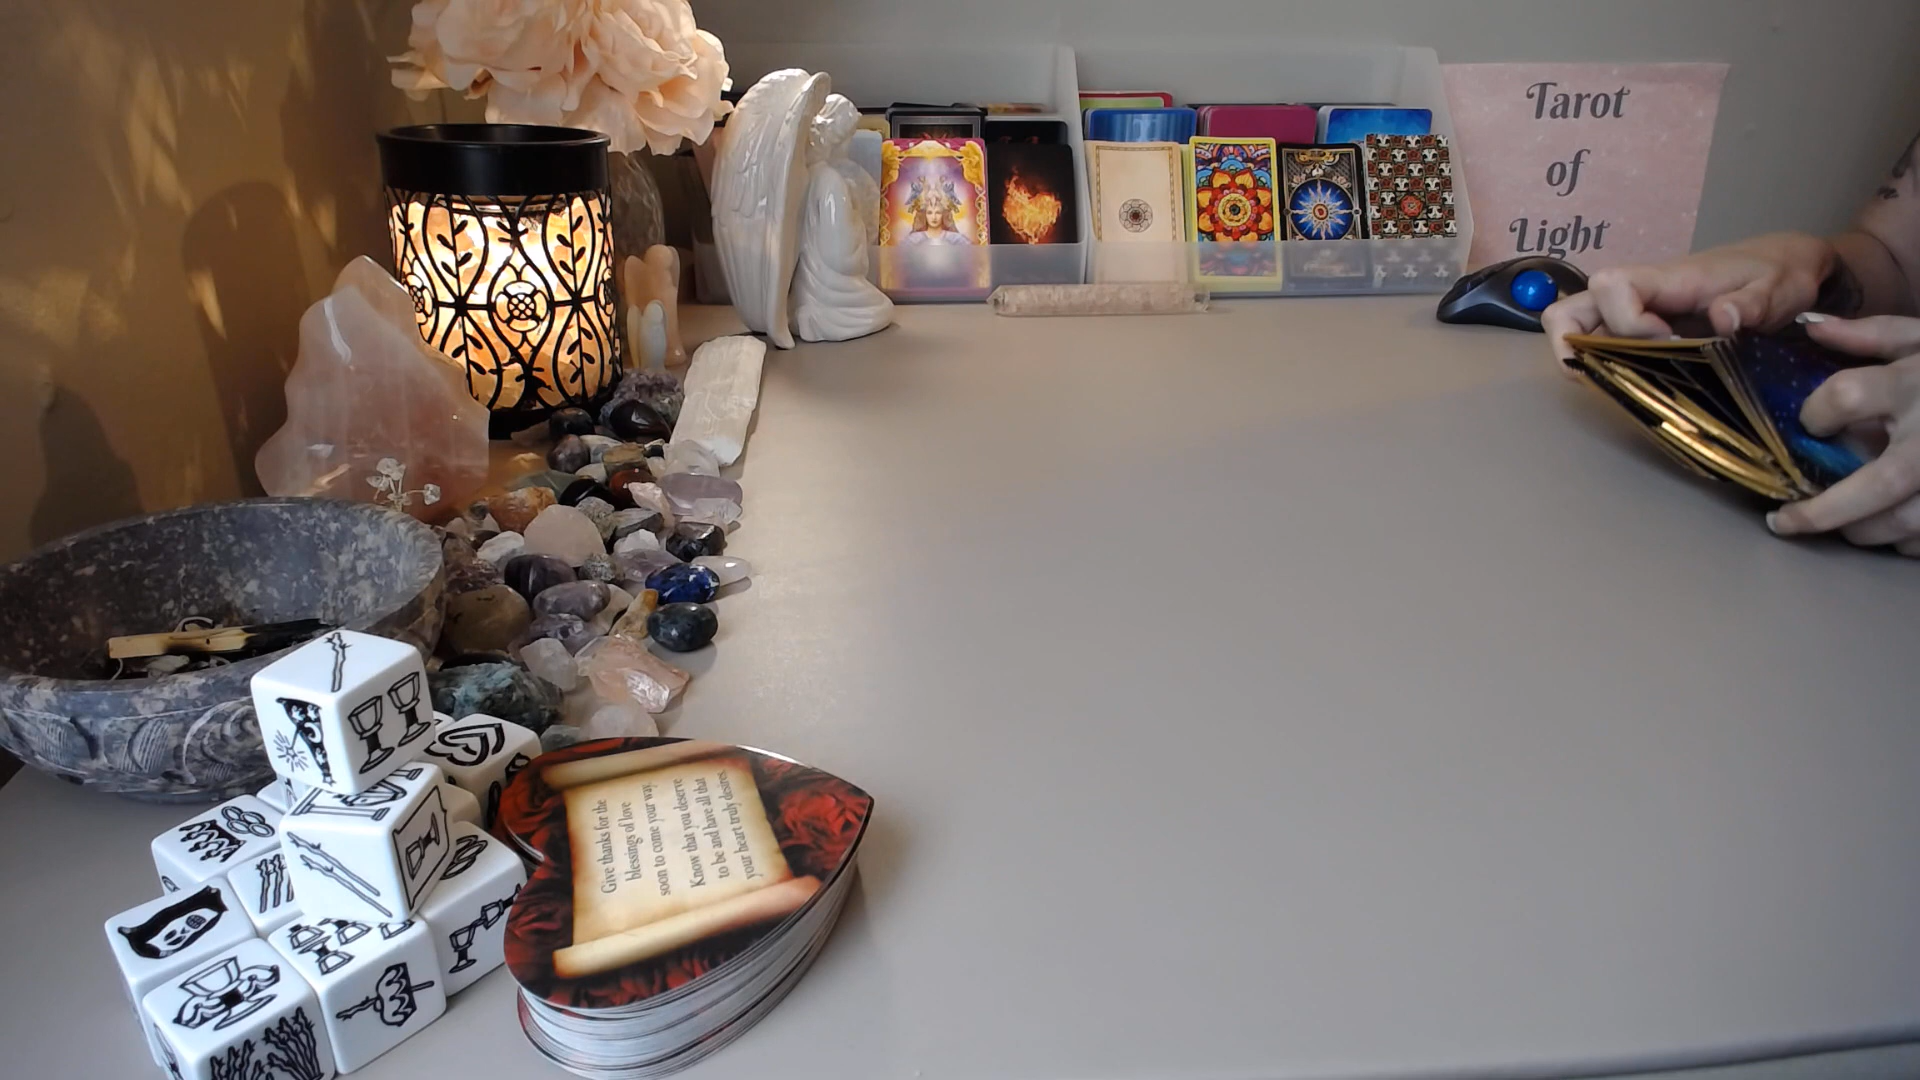 Tarot
of
Light
Give thanks for the
blessings of love
soon to come your way.
Know that you deserve
to be and have all that
your heart truly desires.